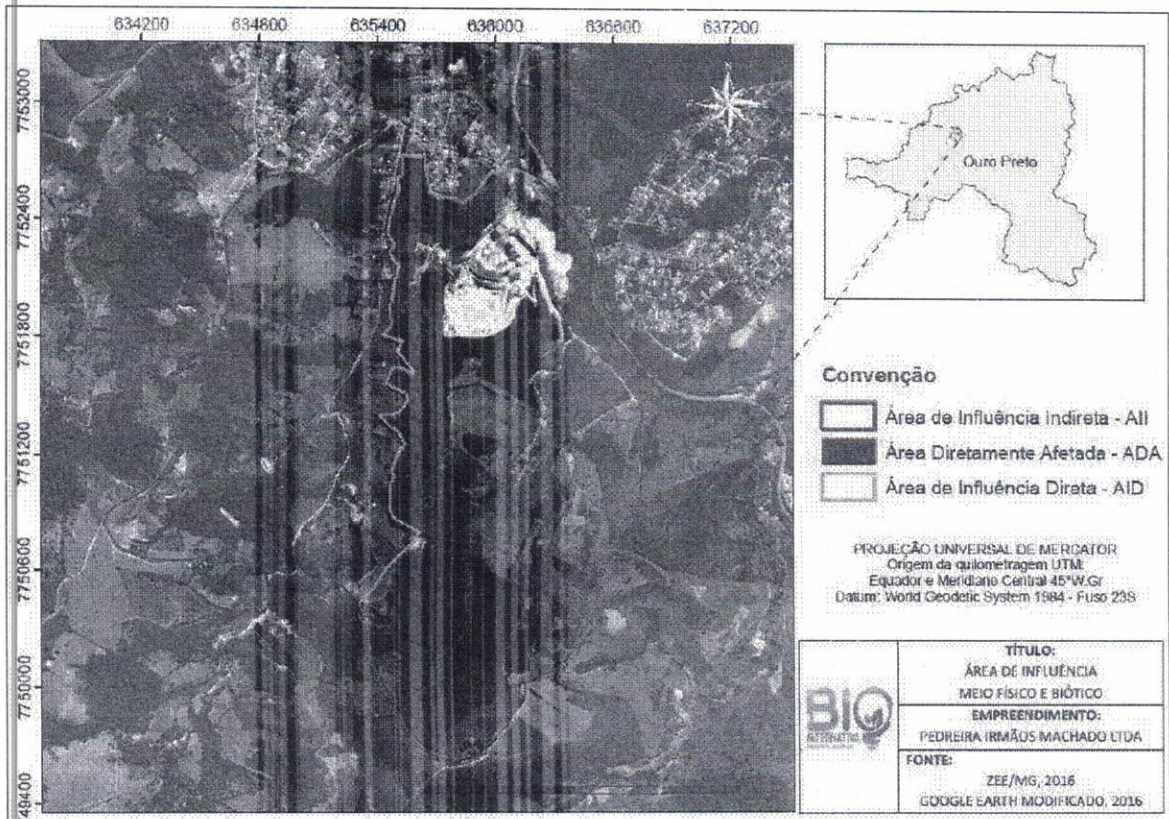 634200 634800 635400 636000 636600 637200
7753000
7752400
7751800
7751200
7750600
7750000
49400
Ouro Preto
Convenção
Área de Influência Indireta - AII
Área Diretamente Afetada - ADA
Área de Influência Direta - AID
PROJEÇÃO UNIVERSAL DE MERCATOR
Origem da quilometragem UTM:
Equador e Meridiano Central 45°W.Gr
Datum: World Geodetic System 1984 - Fuso 23S
BIO
ALTERNATIVA
TÍTULO:
ÁREA DE INFLUÊNCIA
MEIO FÍSICO E BIÓTICO
EMPREENDIMENTO:
PEDREIRA IRMÃOS MACHADO LTDA
FONTE:
ZEE/MG, 2016
GOOGLE EARTH MODIFICADO, 2016